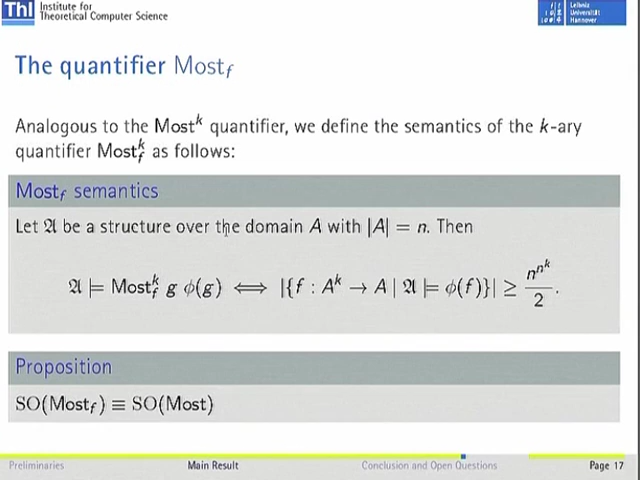 ThI Institute for
Theoretical Computer Science
Leibniz
Universität
Hannover
The quantifier Most_f
Analogous to the Most^k quantifier, we define the semantics of the k-ary
quantifier Most_f^k as follows:
Most_f semantics
Let 𝔄 be a structure over the domain A with |A| = n. Then
𝔄 ⊨ Most_f^k g ϕ(g) ⟺ |{f : A^k → A | 𝔄 ⊨ ϕ(f)}| ≥ n^{n^k}/2.
Proposition
SO(Most_f) ≡ SO(Most)
Preliminaries Main Result Conclusion and Open Questions Page 17